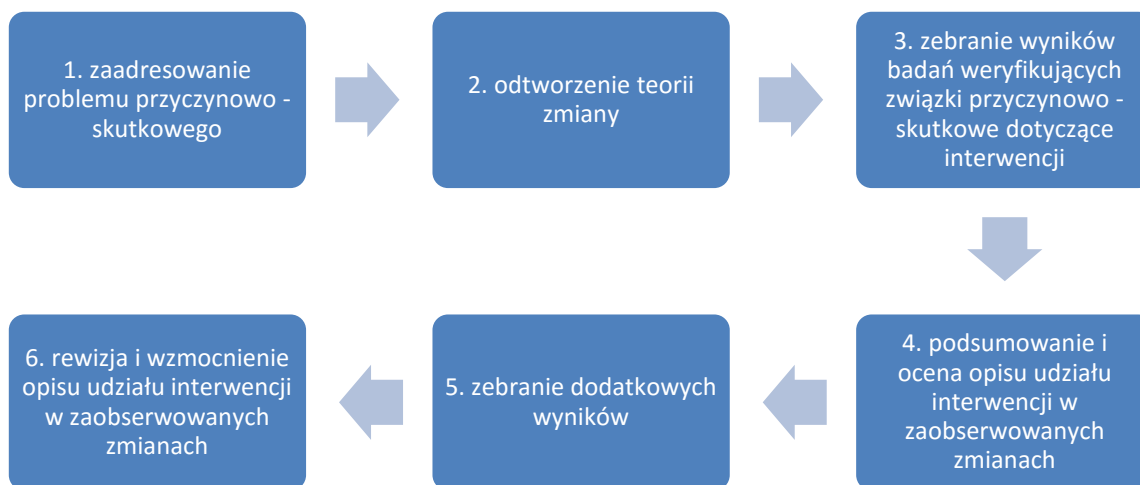 1. zaadresowanie
problemu przyczynowo -
skutkowego
2. odtworzenie teorii
zmiany
3. zebranie wyników
badań weryfikujących
związki przyczynowo -
skutkowe dotyczące
interwencji
4. podsumowanie i
ocena opisu udziału
interwencji w
zaobserwowanych
zmianach
5. zebranie dodatkowych
wyników
6. rewizja i wzmocnienie
opisu udziału interwencji
w zaobserwowanych
zmianach